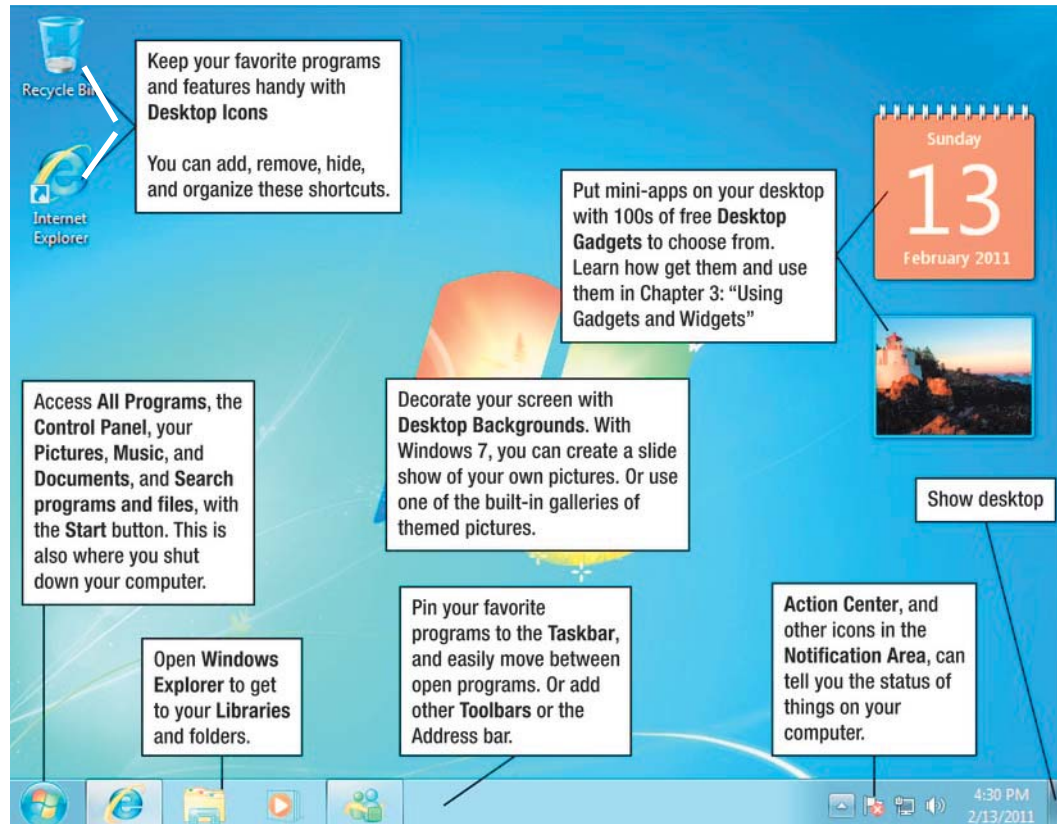 Recycle Bin
Internet
Explorer
Keep your favorite programs
and features handy with
Desktop Icons
You can add, remove, hide,
and organize these shortcuts.
Sunday
13
February 2011
Put mini-apps on your desktop
with 100s of free Desktop
Gadgets to choose from.
Learn how get them and use
them in Chapter 3: “Using
Gadgets and Widgets”
Access All Programs, the
Control Panel, your
Pictures, Music, and
Documents, and Search
programs and files, with
the Start button. This is
also where you shut
down your computer.
Decorate your screen with
Desktop Backgrounds. With
Windows 7, you can create a slide
show of your own pictures. Or use
one of the built-in galleries of
themed pictures.
Show desktop
Open Windows
Explorer to get
to your Libraries
and folders.
Pin your favorite
programs to the Taskbar,
and easily move between
open programs. Or add
other Toolbars or the
Address bar.
Action Center, and
other icons in the
Notification Area, can
tell you the status of
things on your
computer.
4:30 PM
2/13/2011